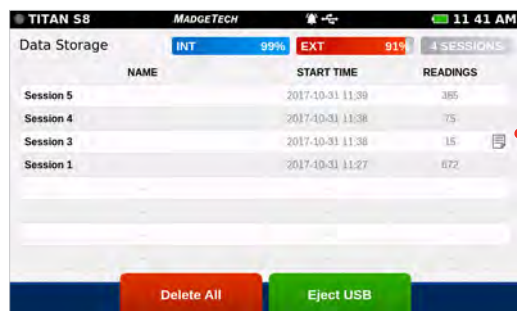 TITAN S8 MADGETECH 11 41 AM
Data Storage INT 99% EXT 91% 4 SESSIONS
NAME START TIME READINGS
Session 5 2017-10-31 11:39 385
Session 4 2017-10-31 11:38 75
Session 3 2017-10-31 11:38 15
Session 1 2017-10-31 11:27 672
Delete All Eject USB